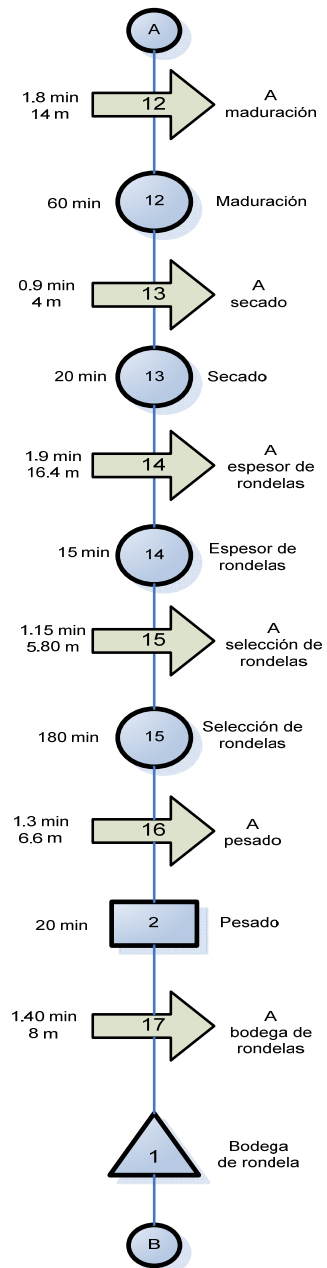 A
1.8 min
14 m
12
A
maduración
60 min
12
Maduración
0.9 min
4 m
13
A
secado
20 min
13
Secado
1.9 min
16.4 m
14
A
espesor de
rondelas
15 min
14
Espesor de
rondelas
1.15 min
5.80 m
15
A
selección de
rondelas
180 min
15
Selección de
rondelas
1.3 min
6.6 m
16
A
pesado
20 min
2
Pesado
1.40 min
8 m
17
A
bodega de
rondelas
1
Bodega
de rondela
B